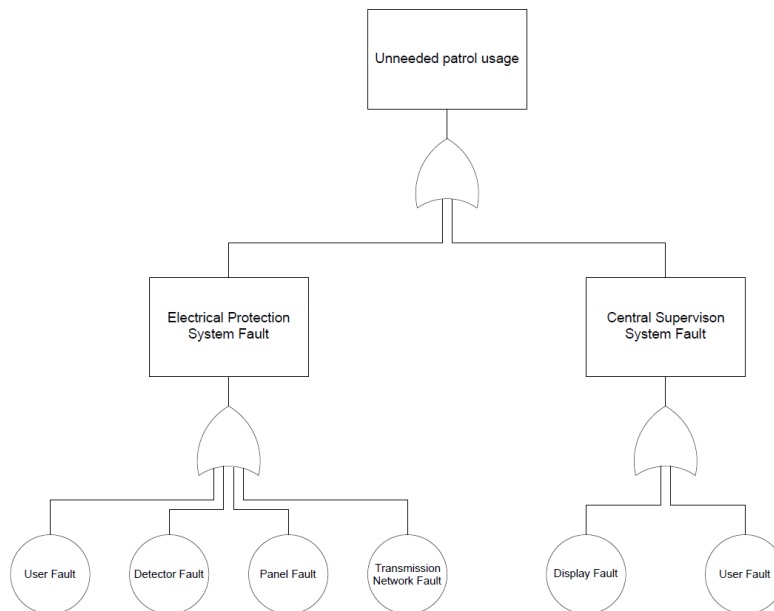 Unneeded patrol usage
Electrical Protection
System Fault
Central Supervison
System Fault
User Fault
Detector Fault
Panel Fault
Transmission
Network Fault
Display Fault
User Fault